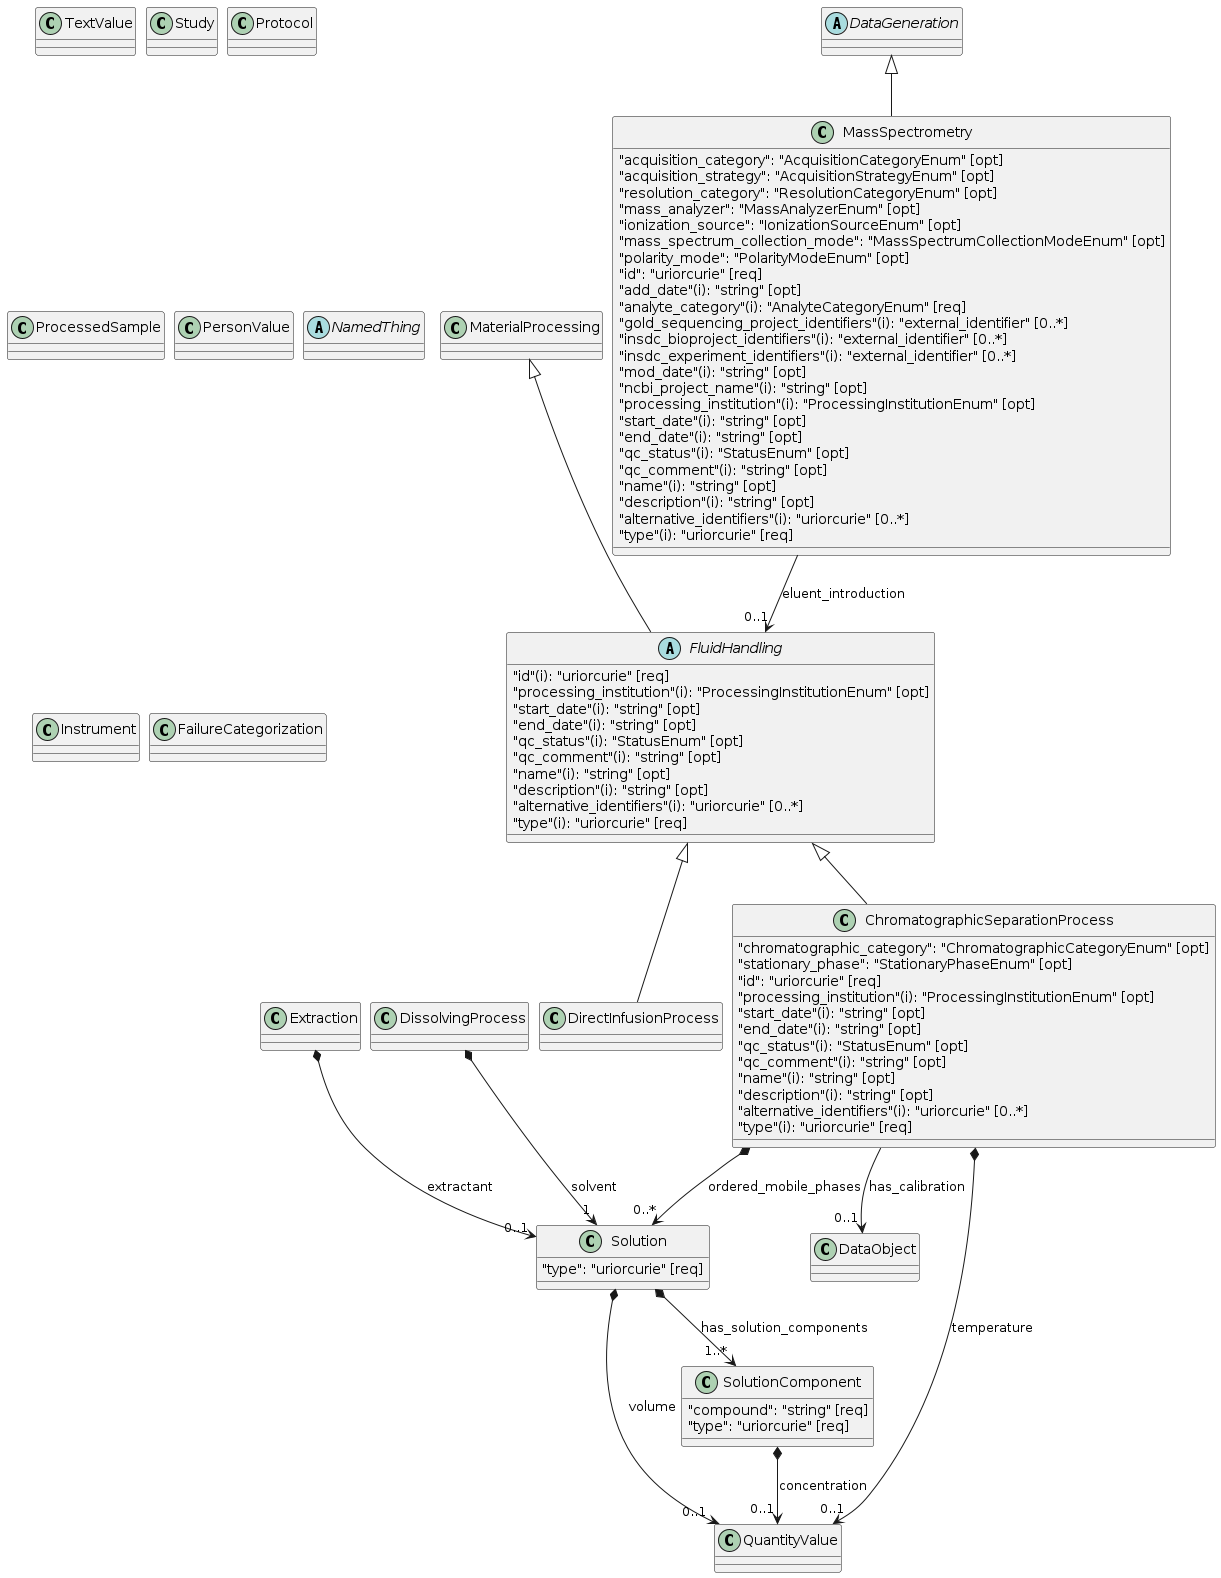 C TextValue
C Study
C Protocol
A DataGeneration
C MassSpectrometry
"acquisition_category": "AcquisitionCategoryEnum" [opt]
"acquisition_strategy": "AcquisitionStrategyEnum" [opt]
"resolution_category": "ResolutionCategoryEnum" [opt]
"mass_analyzer": "MassAnalyzerEnum" [opt]
"ionization_source": "IonizationSourceEnum" [opt]
"mass_spectrum_collection_mode": "MassSpectrumCollectionModeEnum" [opt]
"polarity_mode": "PolarityModeEnum" [opt]
"id": "uriorcurie" [req]
"add_date"(i): "string" [opt]
"analyte_category"(i): "AnalyteCategoryEnum" [req]
"gold_sequencing_project_identifiers"(i): "external_identifier" [0..*]
"insdc_bioproject_identifiers"(i): "external_identifier" [0..*]
"insdc_experiment_identifiers"(i): "external_identifier" [0..*]
"mod_date"(i): "string" [opt]
"ncbi_project_name"(i): "string" [opt]
"processing_institution"(i): "ProcessingInstitutionEnum" [opt]
"start_date"(i): "string" [opt]
"end_date"(i): "string" [opt]
"qc_status"(i): "StatusEnum" [opt]
"qc_comment"(i): "string" [opt]
"name"(i): "string" [opt]
"description"(i): "string" [opt]
"alternative_identifiers"(i): "uriorcurie" [0..*]
"type"(i): "uriorcurie" [req]
C ProcessedSample
C PersonValue
A NamedThing
C MaterialProcessing
eluent_introduction
0..1
A FluidHandling
"id"(i): "uriorcurie" [req]
"processing_institution"(i): "ProcessingInstitutionEnum" [opt]
"start_date"(i): "string" [opt]
"end_date"(i): "string" [opt]
"qc_status"(i): "StatusEnum" [opt]
"qc_comment"(i): "string" [opt]
"name"(i): "string" [opt]
"description"(i): "string" [opt]
"alternative_identifiers"(i): "uriorcurie" [0..*]
"type"(i): "uriorcurie" [req]
C Instrument
C FailureCategorization
C ChromatographicSeparationProcess
"chromatographic_category": "ChromatographicCategoryEnum" [opt]
"stationary_phase": "StationaryPhaseEnum" [opt]
"id": "uriorcurie" [req]
"processing_institution"(i): "ProcessingInstitutionEnum" [opt]
"start_date"(i): "string" [opt]
"end_date"(i): "string" [opt]
"qc_status"(i): "StatusEnum" [opt]
"qc_comment"(i): "string" [opt]
"name"(i): "string" [opt]
"description"(i): "string" [opt]
"alternative_identifiers"(i): "uriorcurie" [0..*]
"type"(i): "uriorcurie" [req]
C Extraction
C DissolvingProcess
C DirectInfusionProcess
extractant
0..1
solvent
1
ordered_mobile_phases
0..*
has_calibration
0..1
C Solution
"type": "uriorcurie" [req]
C DataObject
has_solution_components
1..*
temperature
0..1
volume
0..1
C SolutionComponent
"compound": "string" [req]
"type": "uriorcurie" [req]
concentration
0..1
C QuantityValue